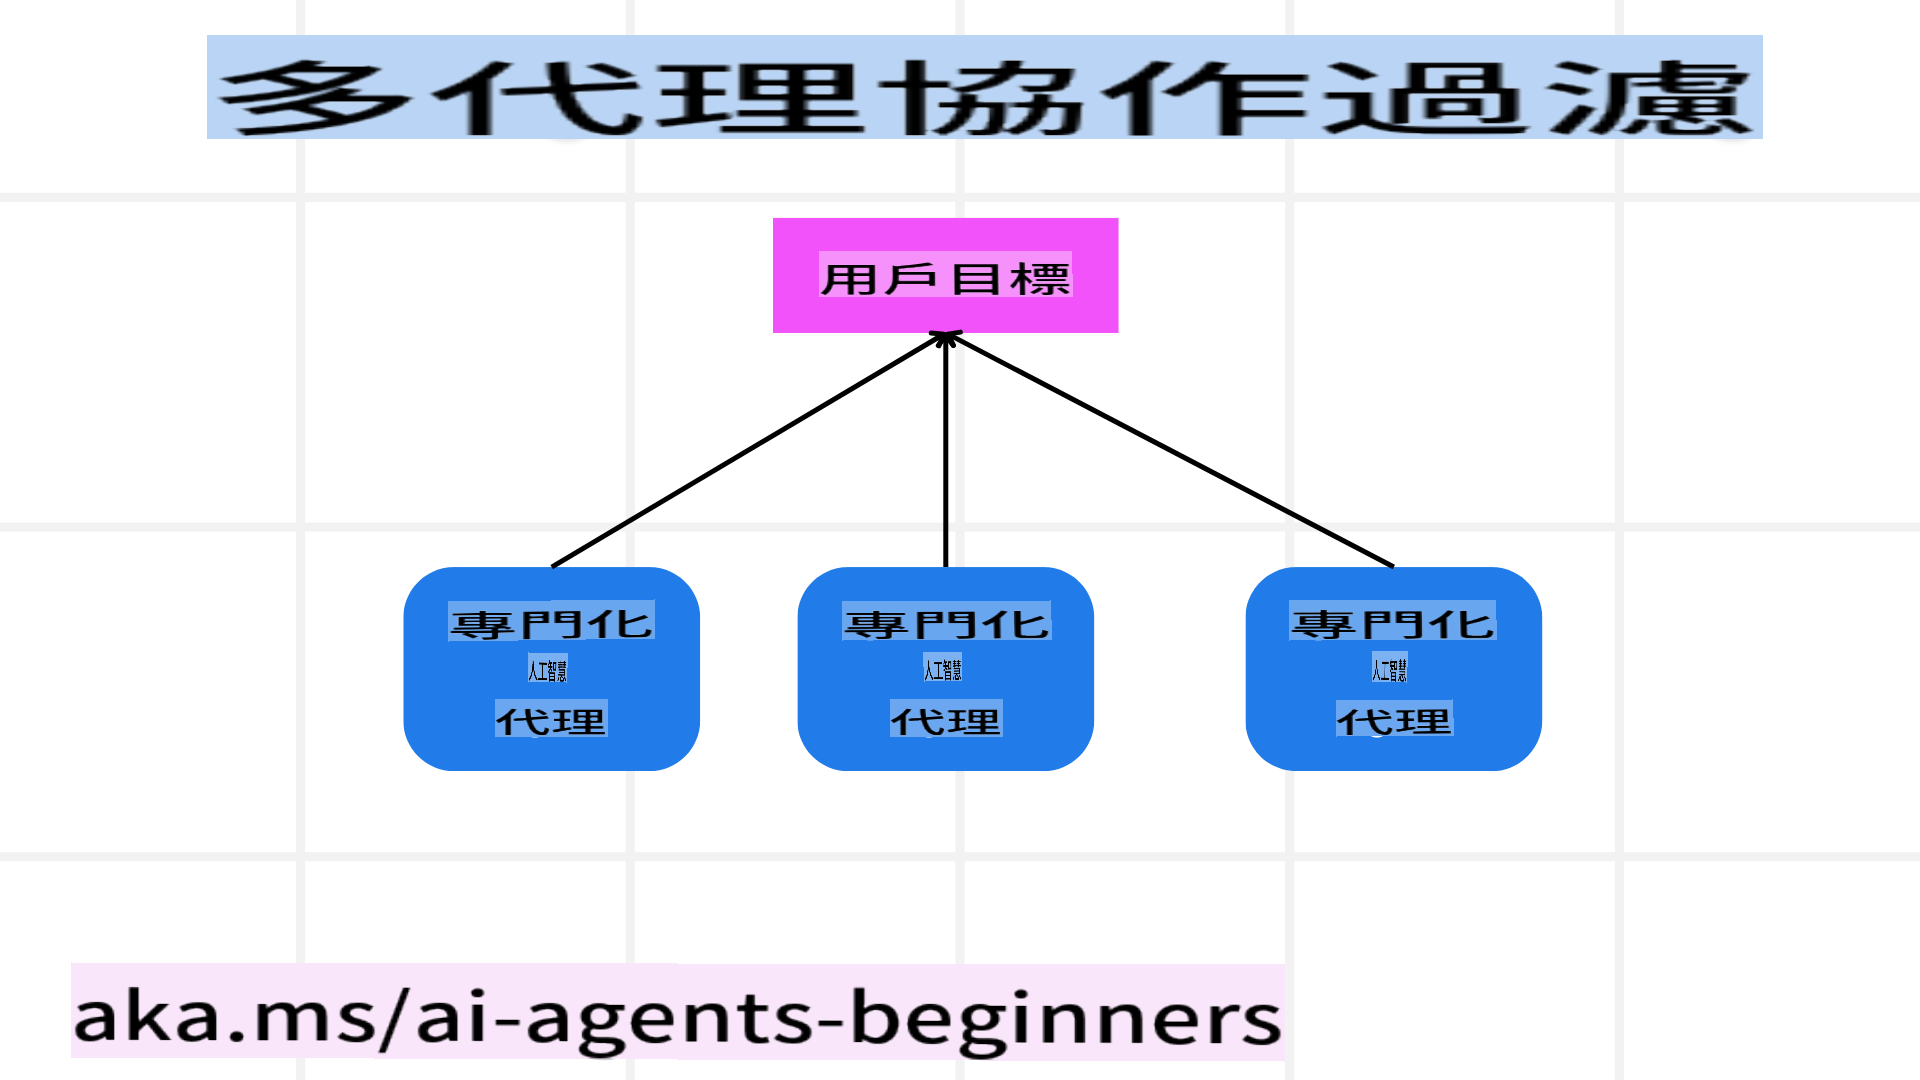 多代理協作過濾
用戶目標
專門化
人工智慧
代理
專門化
人工智慧
代理
專門化
人工智慧
代理
aka.ms/ai-agents-beginners